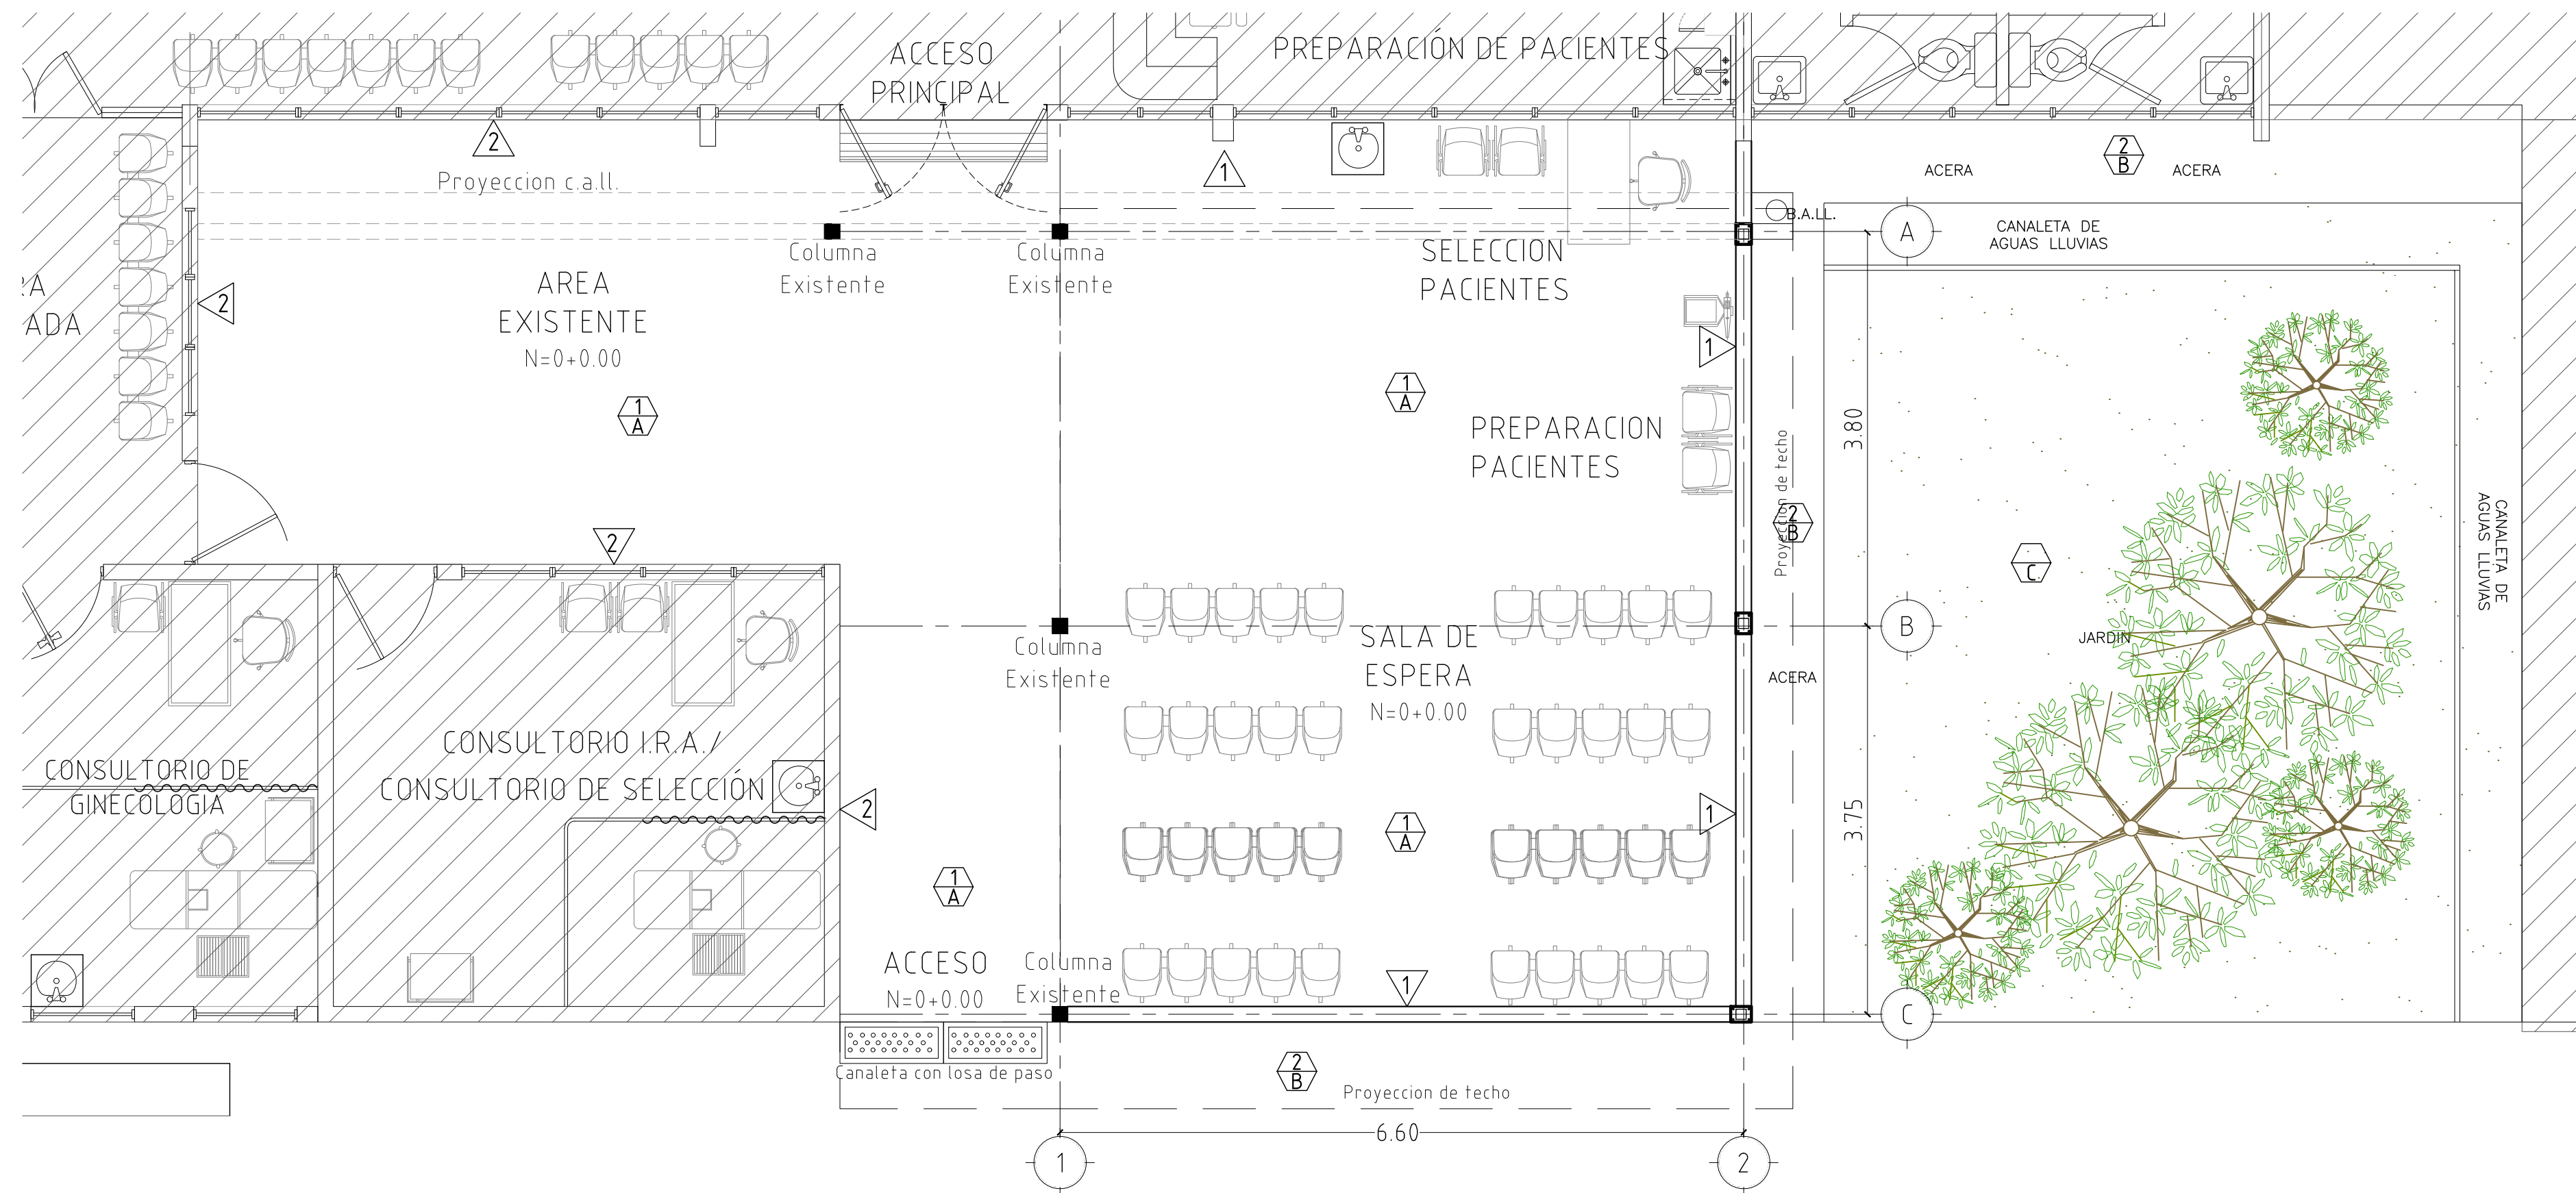 ACCESO
PRINCIPAL
PREPARACIÓN DE PACIENTES
2
Proyeccion c.a.ll.
1
2
B
ACERA
ACERA
B.A.LL.
A
CANALETA DE
AGUAS LLUVIAS
Columna
Existente
Columna
Existente
SELECCION
PACIENTES
AREA
EXISTENTE
N=0+0.00
2
ADA
1
A
1
1
A
PREPARACION
PACIENTES
3.80
Proyeccion de techo
2
B
C
CANALETA DE
AGUAS LLUVIAS
2
B
JARDIN
Columna
Existente
SALA DE
ESPERA
N=0+0.00
ACERA
CONSULTORIO DE
GINECOLOGIA
CONSULTORIO I.R.A./
CONSULTORIO DE SELECCIÓN
2
1
A
1
3.75
1
A
ACCESO
N=0+0.00
Columna
Existente
1
C
Canaleta con losa de paso
2
B
Proyeccion de techo
6.60
1
2